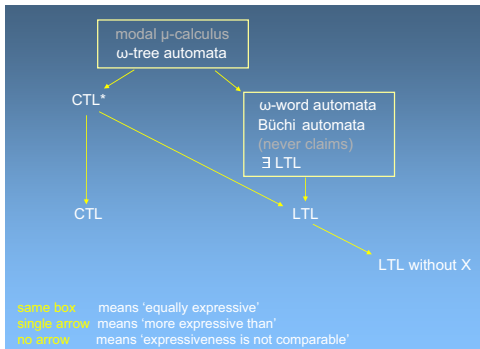 modal µ-calculus
ω-tree automata
CTL*
ω-word automata
Büchi automata
(never claims)
∃ LTL
CTL
LTL
LTL without X
same box means ‘equally expressive’
single arrow means ‘more expressive than’
no arrow means ‘expressiveness is not comparable’